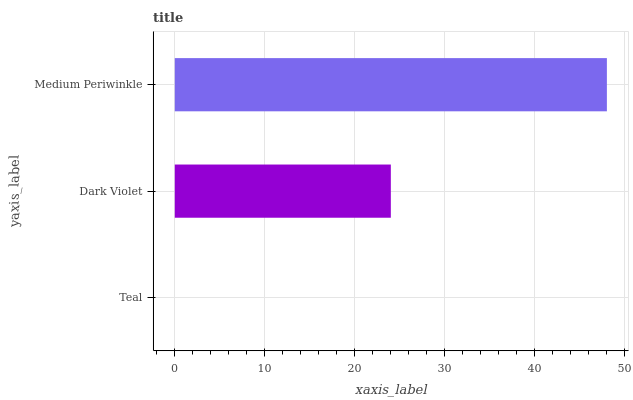 title
Medium Periwinkle
Dark Violet
Teal
yaxis_label
0 10 20 30 40 50
xaxis_label